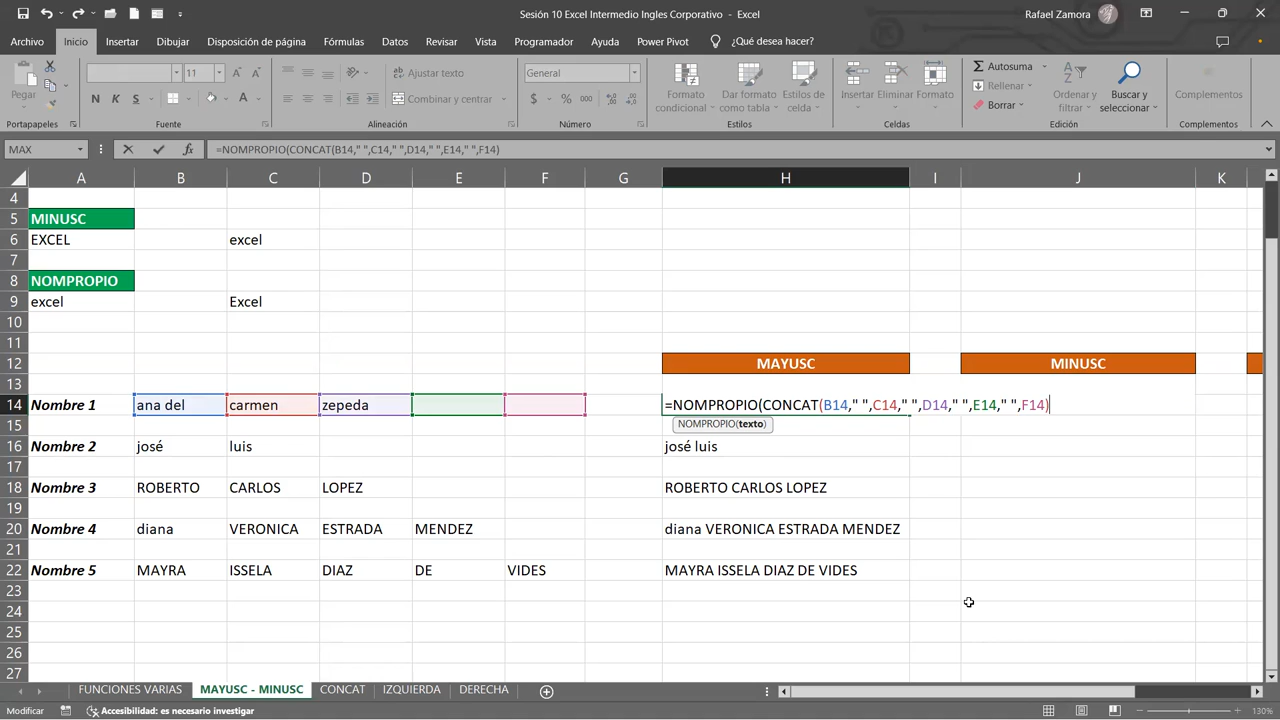 Sesión 10 Excel Intermedio Ingles Corporativo - Excel
Rafael Zamora
Archivo Inicio Insertar Dibujar Disposición de página Fórmulas Datos Revisar Vista Programador Ayuda Power Pivot ¿Qué desea hacer?
Pegar
N K S
11 A A
Ajustar texto
Combinar y centrar
General
$ % 000
Formato condicional
Dar formato como tabla
Estilos de celda
Insertar Eliminar Formato
Autosuma
Rellenar
Borrar
Ordenar y filtrar
Buscar y seleccionar
Complementos
Portapapeles Fuente Alineación Número Estilos Celdas Edición Complementos
MAX fx =NOMPROPIO(CONCAT(B14," ",C14," ",D14," ",E14," ",F14)
A B C D E F G H I J K
4
5 MINUSC
6 EXCEL excel
7
8 NOMPROPIO
9 excel Excel
10
11
12 MAYUSC MINUSC
13
14 Nombre 1 ana del carmen zepeda =NOMPROPIO(CONCAT(B14," ",C14," ",D14," ",E14," ",F14)
15 NOMPROPIO(texto)
16 Nombre 2 josé luis josé luis
17
18 Nombre 3 ROBERTO CARLOS LOPEZ ROBERTO CARLOS LOPEZ
19
20 Nombre 4 diana VERONICA ESTRADA MENDEZ diana VERONICA ESTRADA MENDEZ
21
22 Nombre 5 MAYRA ISSELA DIAZ DE VIDES MAYRA ISSELA DIAZ DE VIDES
23
24
25
26
27
FUNCIONES VARIAS MAYUSC - MINUSC CONCAT IZQUIERDA DERECHA
Modificar Accesibilidad: es necesario investigar 130%